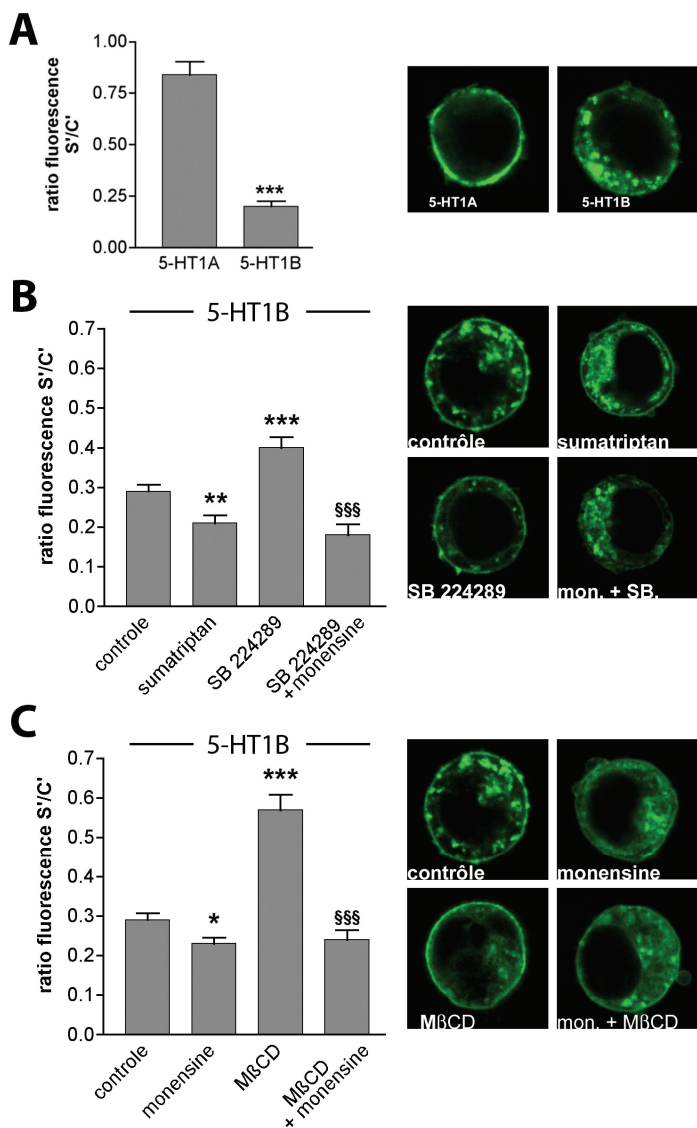 A
ratio fluorescence
S'/C'
1.00
0.75
0.50
0.25
0.00
***
5-HT1A
5-HT1B
5-HT1A
5-HT1B
B
5-HT1B
ratio fluorescence S'/C'
0.7
0.6
0.5
0.4
0.3
0.2
0.1
0.0
**
***
§§§
controle
sumatriptan
SB 224289
SB 224289
+ monensine
contrôle
sumatriptan
SB 224289
mon. + SB.
C
5-HT1B
ratio fluorescence S'/C'
0.7
0.6
0.5
0.4
0.3
0.2
0.1
0.0
*
***
§§§
controle
monensine
MßCD
MßCD
+ monensine
contrôle
monensine
MβCD
mon. + MβCD